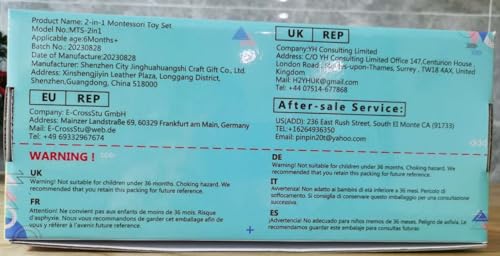 Product Name: 2-in-1 Montessori Toy Set
Model No.:MTS-2In1
Applicable age:6Months+
Batch No.: 20230828
Date of Manufacture: 20230828
Manufacturer: Shenzhen City Jinghuahuangshi Craft Gift Co., Ltd.
Address: Xinshengjiyin Leather Plaza, Longgang District,
Shenzhen,Guangdong, China 518000
EU REP
Company: E-CrossStu GmbH
Address: Mainzer Landstraße 69, 60329 Frankfurt am Main, Germany
Mail: E-CrossStu@web.de
Tel: +49 69332967674
UK REP
Company:YH Consulting Limited
Address: C/O YH Consulting Limited Office 147,Centurion House ,
London Road, upon-Thames, Surrey , TW18 4AX, United
Kingdom
Email: H2YHUK@gmail.com
Tel: +44 07514-677868
After-sale Service:
US(ADD): 236 East Rush Street, South El Monte CA (91733)
TEL:+16264936350
Email: pinpin20t@yahoo.com
WARNING !
UK
Warning! Not suitable for children under 36 months. Choking hazard. We
recommended that you retain this packing for future reference.
FR
Attention! Ne convient pas aux enfants de moins de 36 mois. Risque
d'asphyxie. Nous vous recommandons de garder cet emballage afin de
vous y référer à l'avenir future reference.
DE
Warning! Not suitable for children under 36 months. Choking hazard. We
recommended that you retain this packing for future reference.
IT
Avvertenza! Non adatto ai bambini di età inferiore a 36 mesi. Pericolo di
soffocamento. Si consiglia di conservare questo imballaggio per una consultazione
successiva.
ES
¡Advertencia! No adecuado para niños menores de 36 meses. Peligro de asfixia. Le
recomendamos guardar este embalaje para consultas futuras.